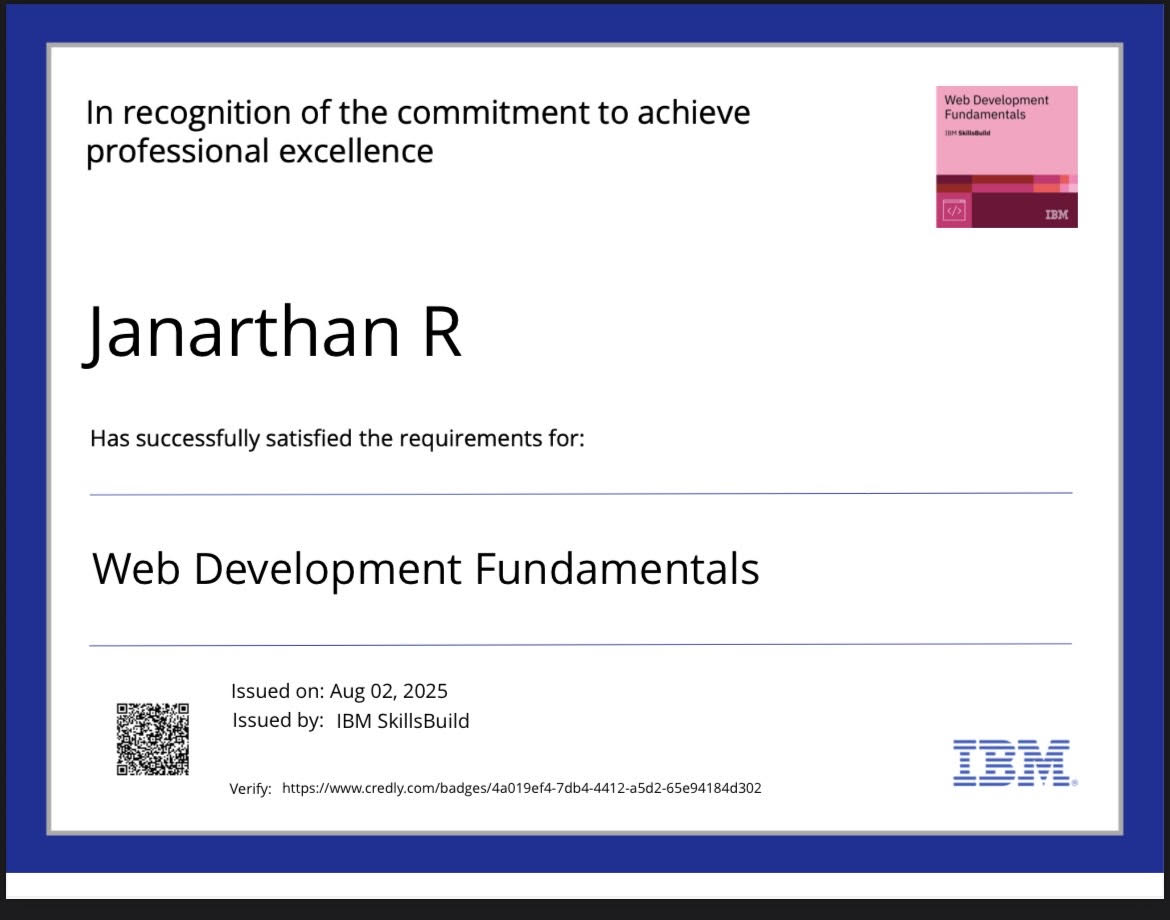 In recognition of the commitment to achieve
professional excellence
Web Development
Fundamentals
IBM SkillsBuild
</>
IBM
Janarthan R
Has successfully satisfied the requirements for:
Web Development Fundamentals
Issued on: Aug 02, 2025
Issued by: IBM SkillsBuild
Verify: https://www.credly.com/badges/4a019ef4-7db4-4412-a5d2-65e94184d302
IBM®